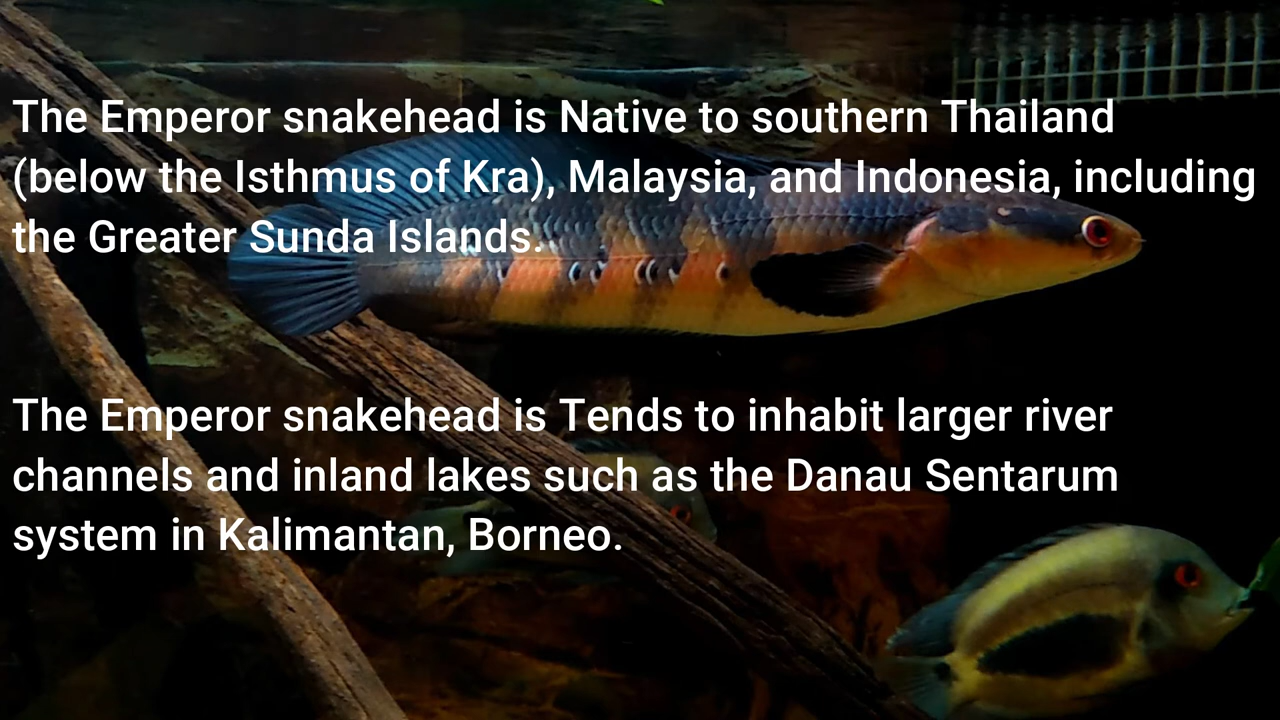 The Emperor snakehead is Native to southern Thailand
(below the Isthmus of Kra), Malaysia, and Indonesia, including
the Greater Sunda Islands.
The Emperor snakehead is Tends to inhabit larger river
channels and inland lakes such as the Danau Sentarum
system in Kalimantan, Borneo.